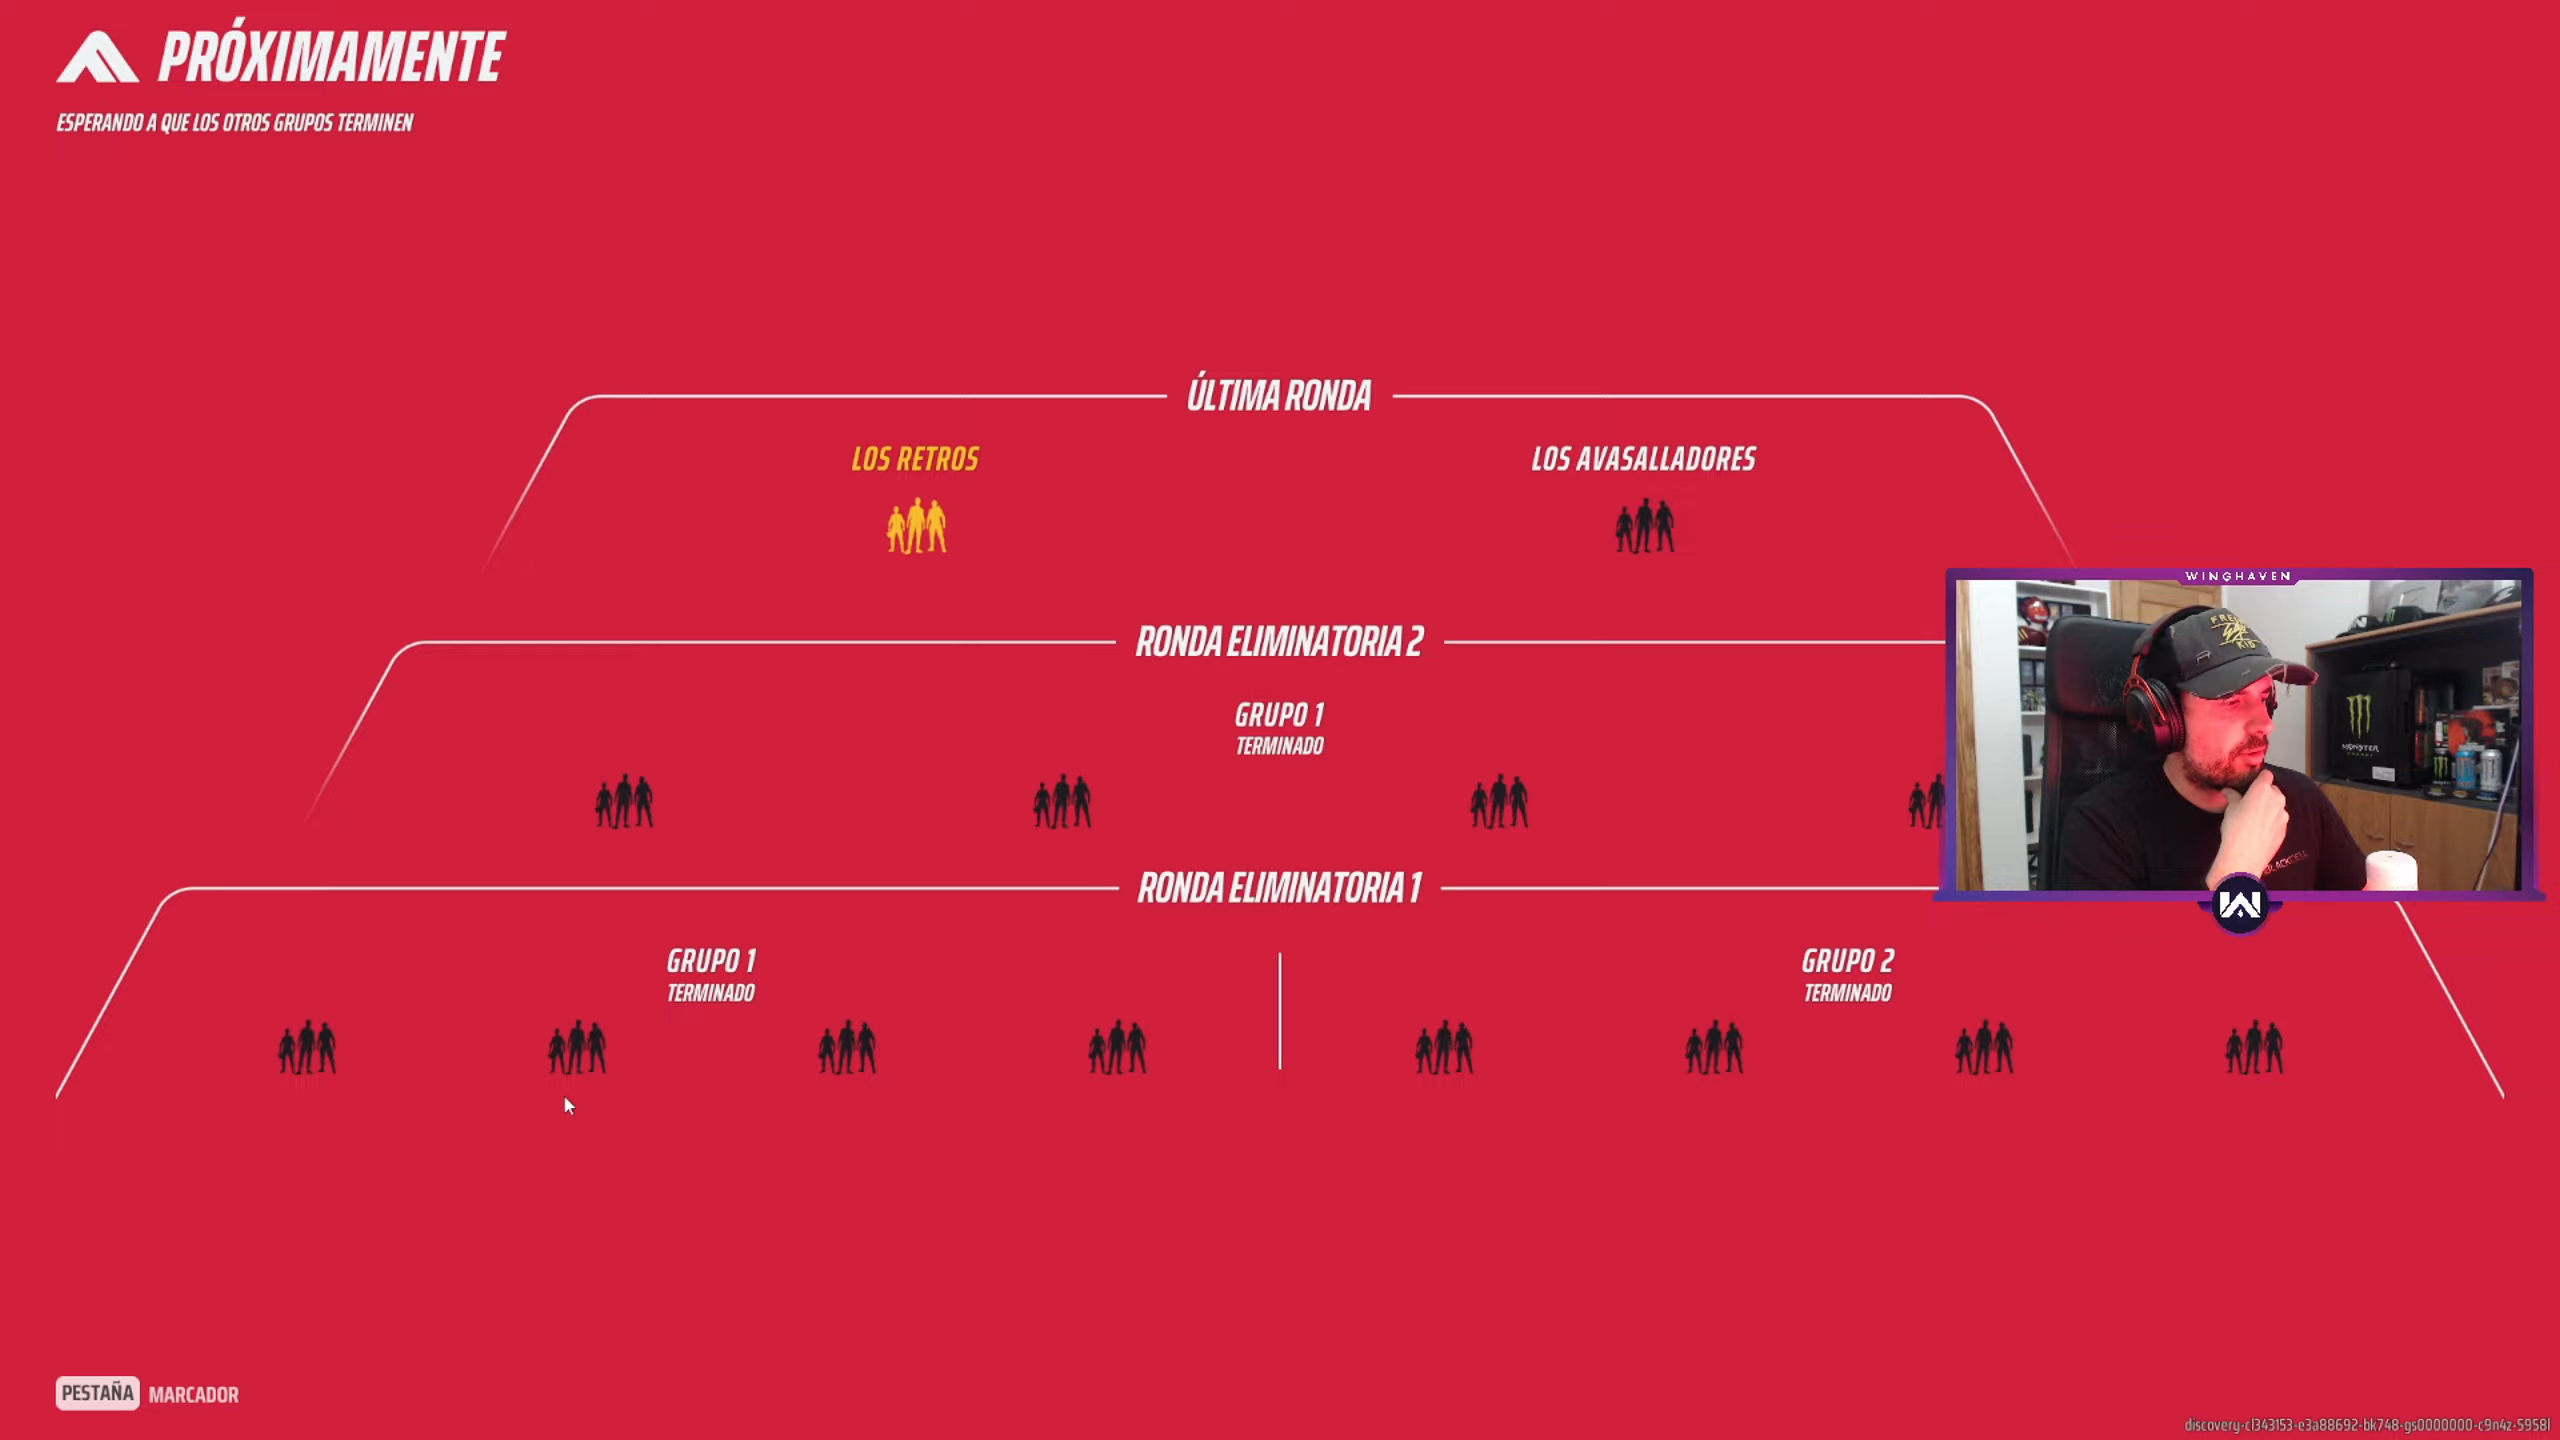 PRÓXIMAMENTE
ESPERANDO A QUE LOS OTROS GRUPOS TERMINEN
ÚLTIMA RONDA
LOS RETROS
LOS AVASALLADORES
WINGHAVEN
RONDA ELIMINATORIA 2
GRUPO 1
TERMINADO
MONSTER
BLACKCELL
RONDA ELIMINATORIA 1
GRUPO 1
TERMINADO
GRUPO 2
TERMINADO
PESTAÑA MARCADOR
discovery-cl343153-e3a88692-bk748-gs0000000-c9n4z-5958l